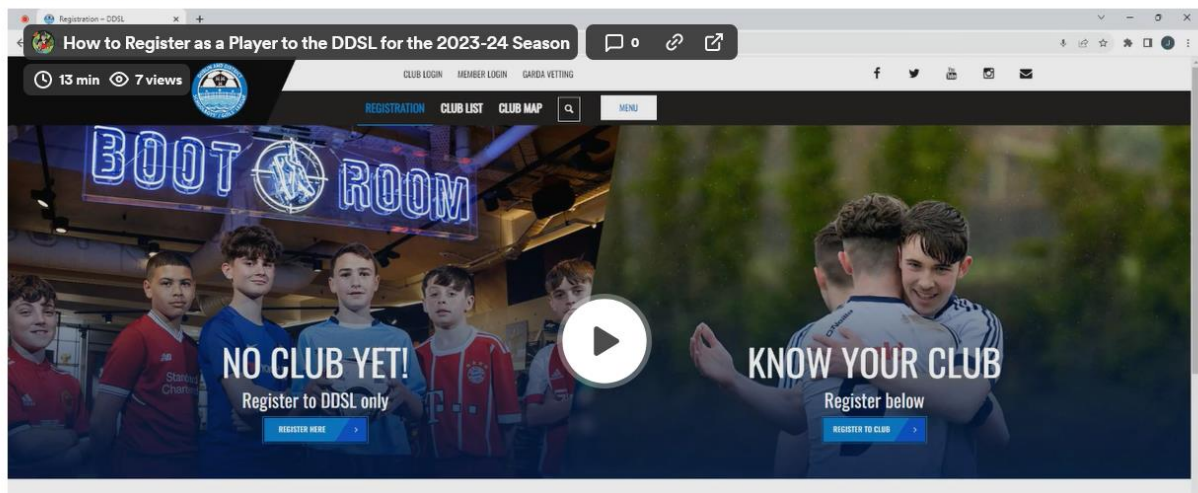 Registration – DDSL
How to Register as a Player to the DDSL for the 2023-24 Season
0
13 min
7 views
CLUB LOGIN MEMBER LOGIN GARDA VETTING
REGISTRATION CLUB LIST CLUB MAP MENU
BOOT ROOM
NO CLUB YET!
Register to DDSL only
REGISTER HERE
KNOW YOUR CLUB
Register below
REGISTER TO CLUB